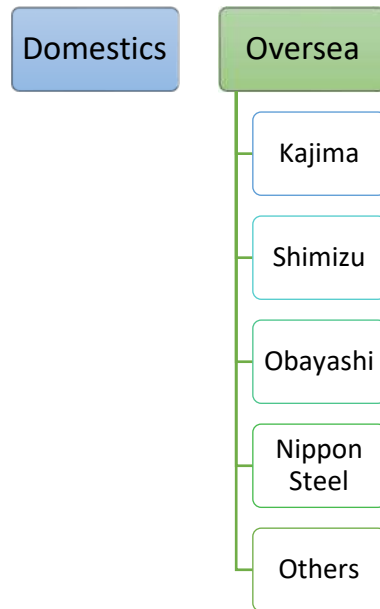 Domestics
Oversea
Kajima
Shimizu
Obayashi
Nippon
Steel
Others